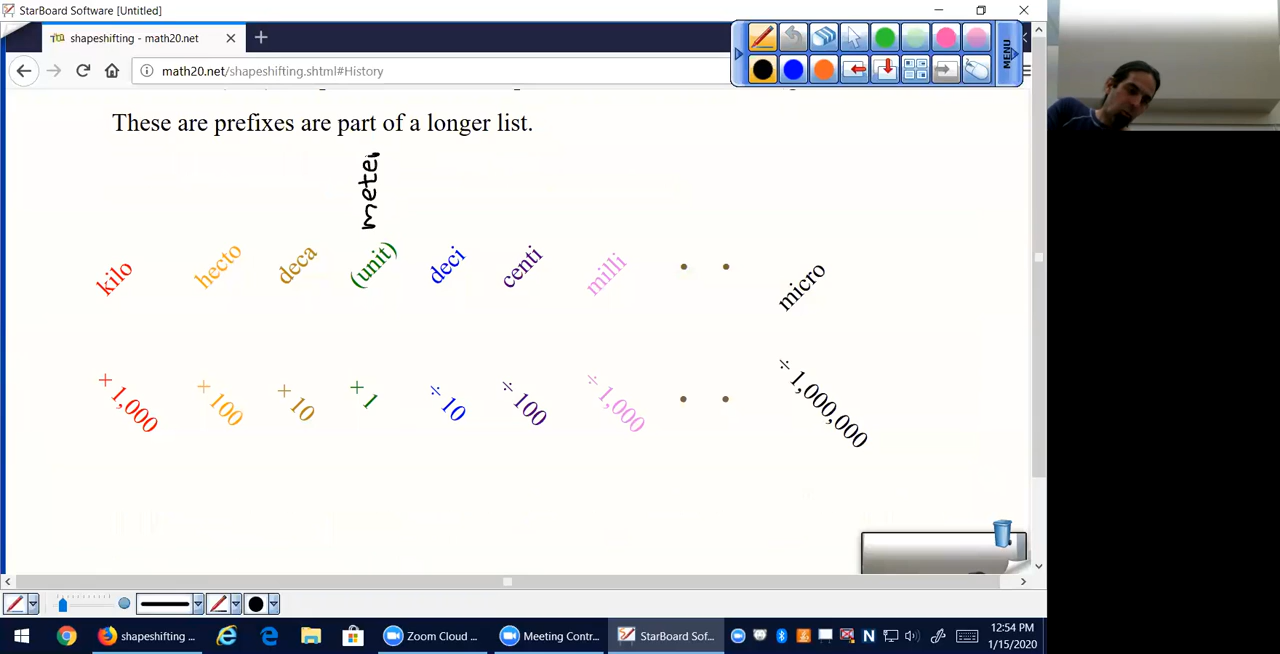 StarBoard Software [Untitled]
shapeshifting - math20.net
math20.net/shapeshifting.shtml#History
MENU
These are prefixes are part of a longer list.
meter
kilo hecto deca (unit) deci centi milli • • micro
× 1,000 × 100 × 10 × 1 ÷ 10 ÷ 100 ÷ 1,000 • • ÷ 1,000,000
shapeshifting ... Zoom Cloud ... Meeting Contr... StarBoard Sof...
12:54 PM
1/15/2020